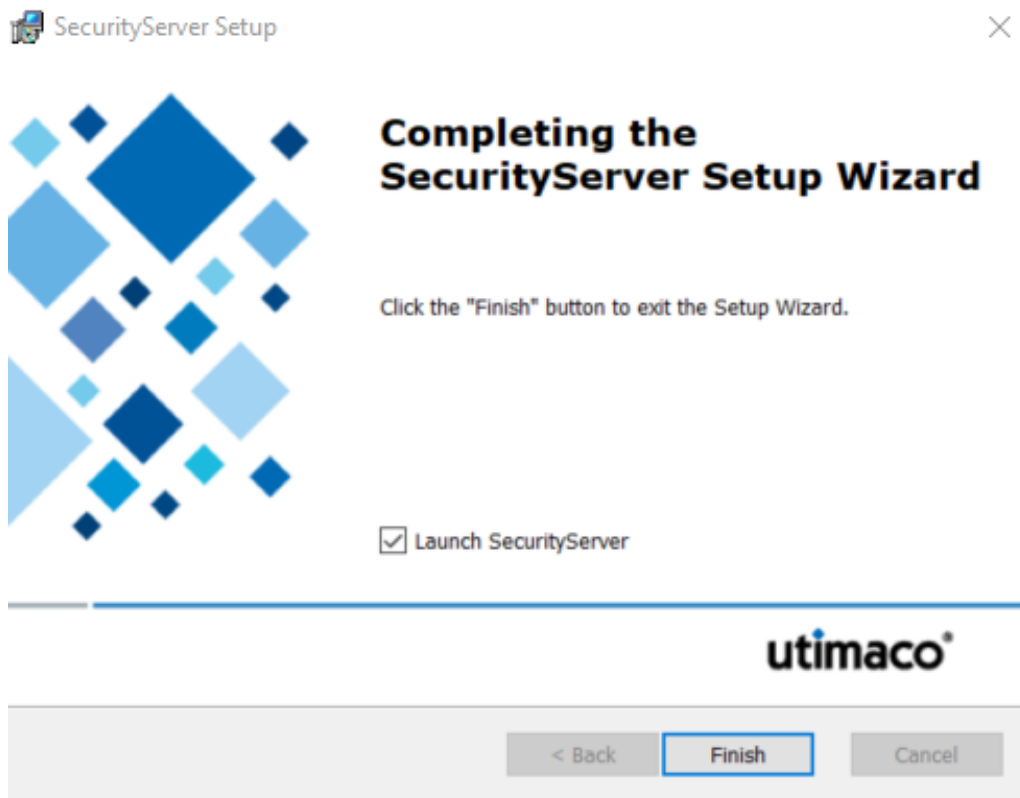 SecurityServer Setup
Completing the
SecurityServer Setup Wizard
Click the "Finish" button to exit the Setup Wizard.
Launch SecurityServer
utimaco®
< Back
Finish
Cancel